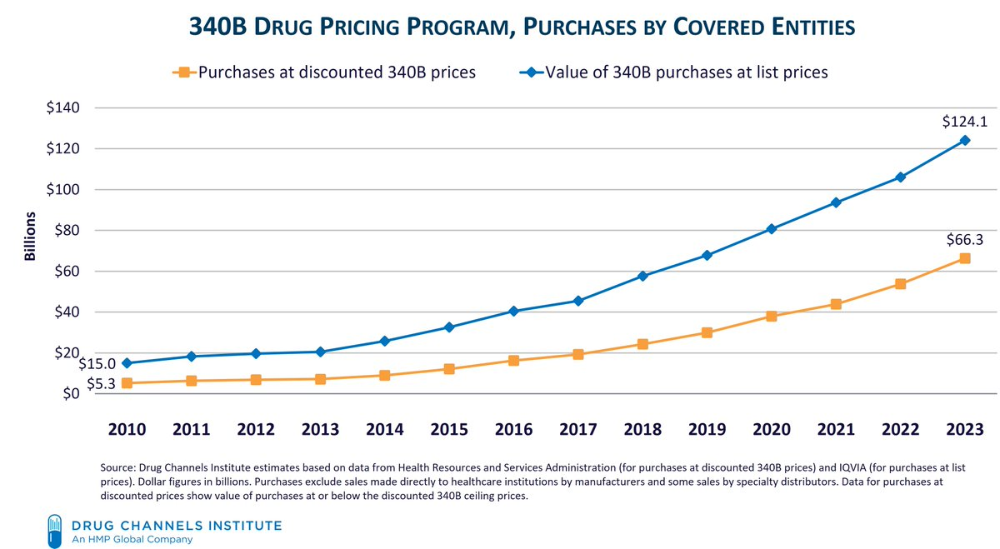 340B DRUG PRICING PROGRAM, PURCHASES BY COVERED ENTITIES
Purchases at discounted 340B prices
Value of 340B purchases at list prices
$140
$120
$100
$80
$60
$40
$20
$0
Billions
$15.0
$5.3
$124.1
$66.3
2010 2011 2012 2013 2014 2015 2016 2017 2018 2019 2020 2021 2022 2023
Source: Drug Channels Institute estimates based on data from Health Resources and Services Administration (for purchases at discounted 340B prices) and IQVIA (for purchases at list
prices). Dollar figures in billions. Purchases exclude sales made directly to healthcare institutions by manufacturers and some sales by specialty distributors. Data for purchases at
discounted prices show value of purchases at or below the discounted 340B ceiling prices.
DRUG CHANNELS INSTITUTE
An HMP Global Company